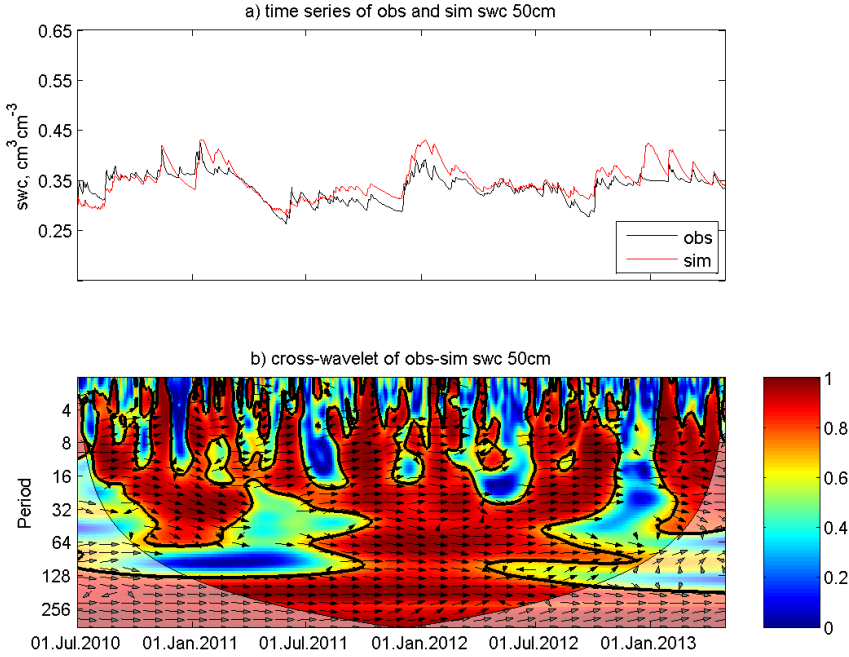 a) time series of obs and sim swc 50cm
0.65
0.55
0.45
0.35
0.25
swc, cm³cm⁻³
obs
sim
b) cross-wavelet of obs-sim swc 50cm
4
8
16
32
64
128
256
Period
01.Jul.2010 01.Jan.2011 01.Jul.2011 01.Jan.2012 01.Jul.2012 01.Jan.2013
1
0.8
0.6
0.4
0.2
0